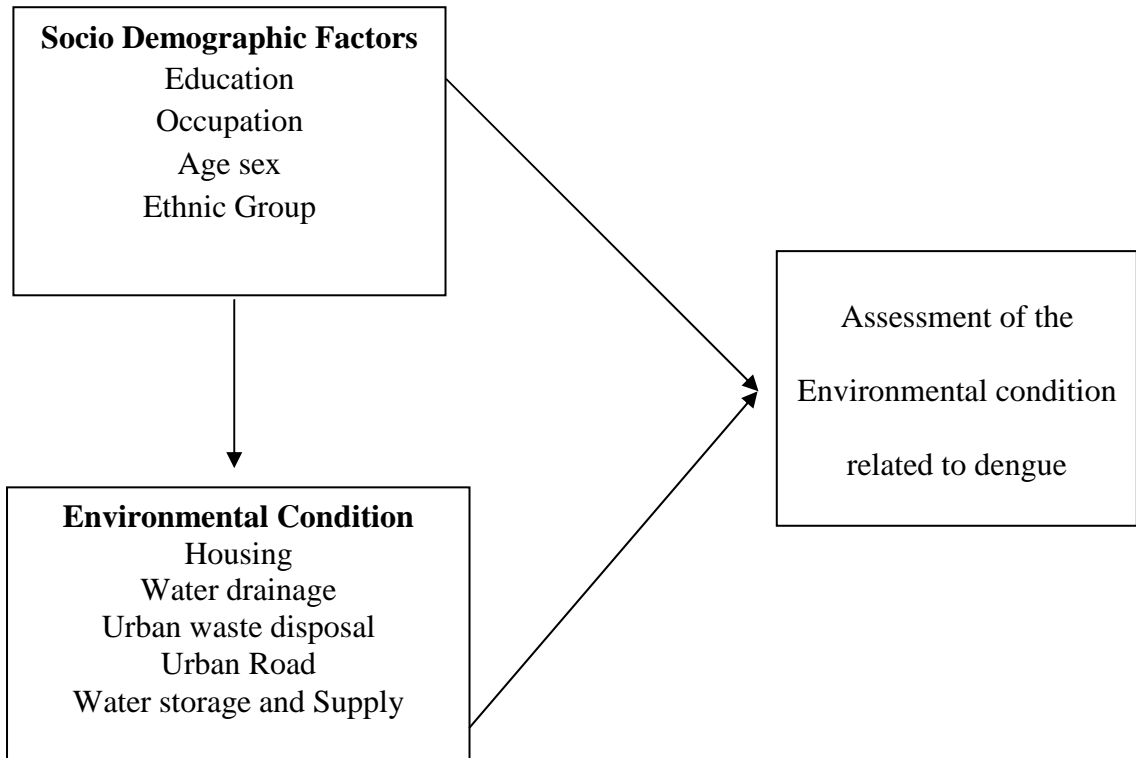 Socio Demographic Factors
Education
Occupation
Age sex
Ethnic Group
Assessment of the
Environmental condition
related to dengue
Environmental Condition
Housing
Water drainage
Urban waste disposal
Urban Road
Water storage and Supply